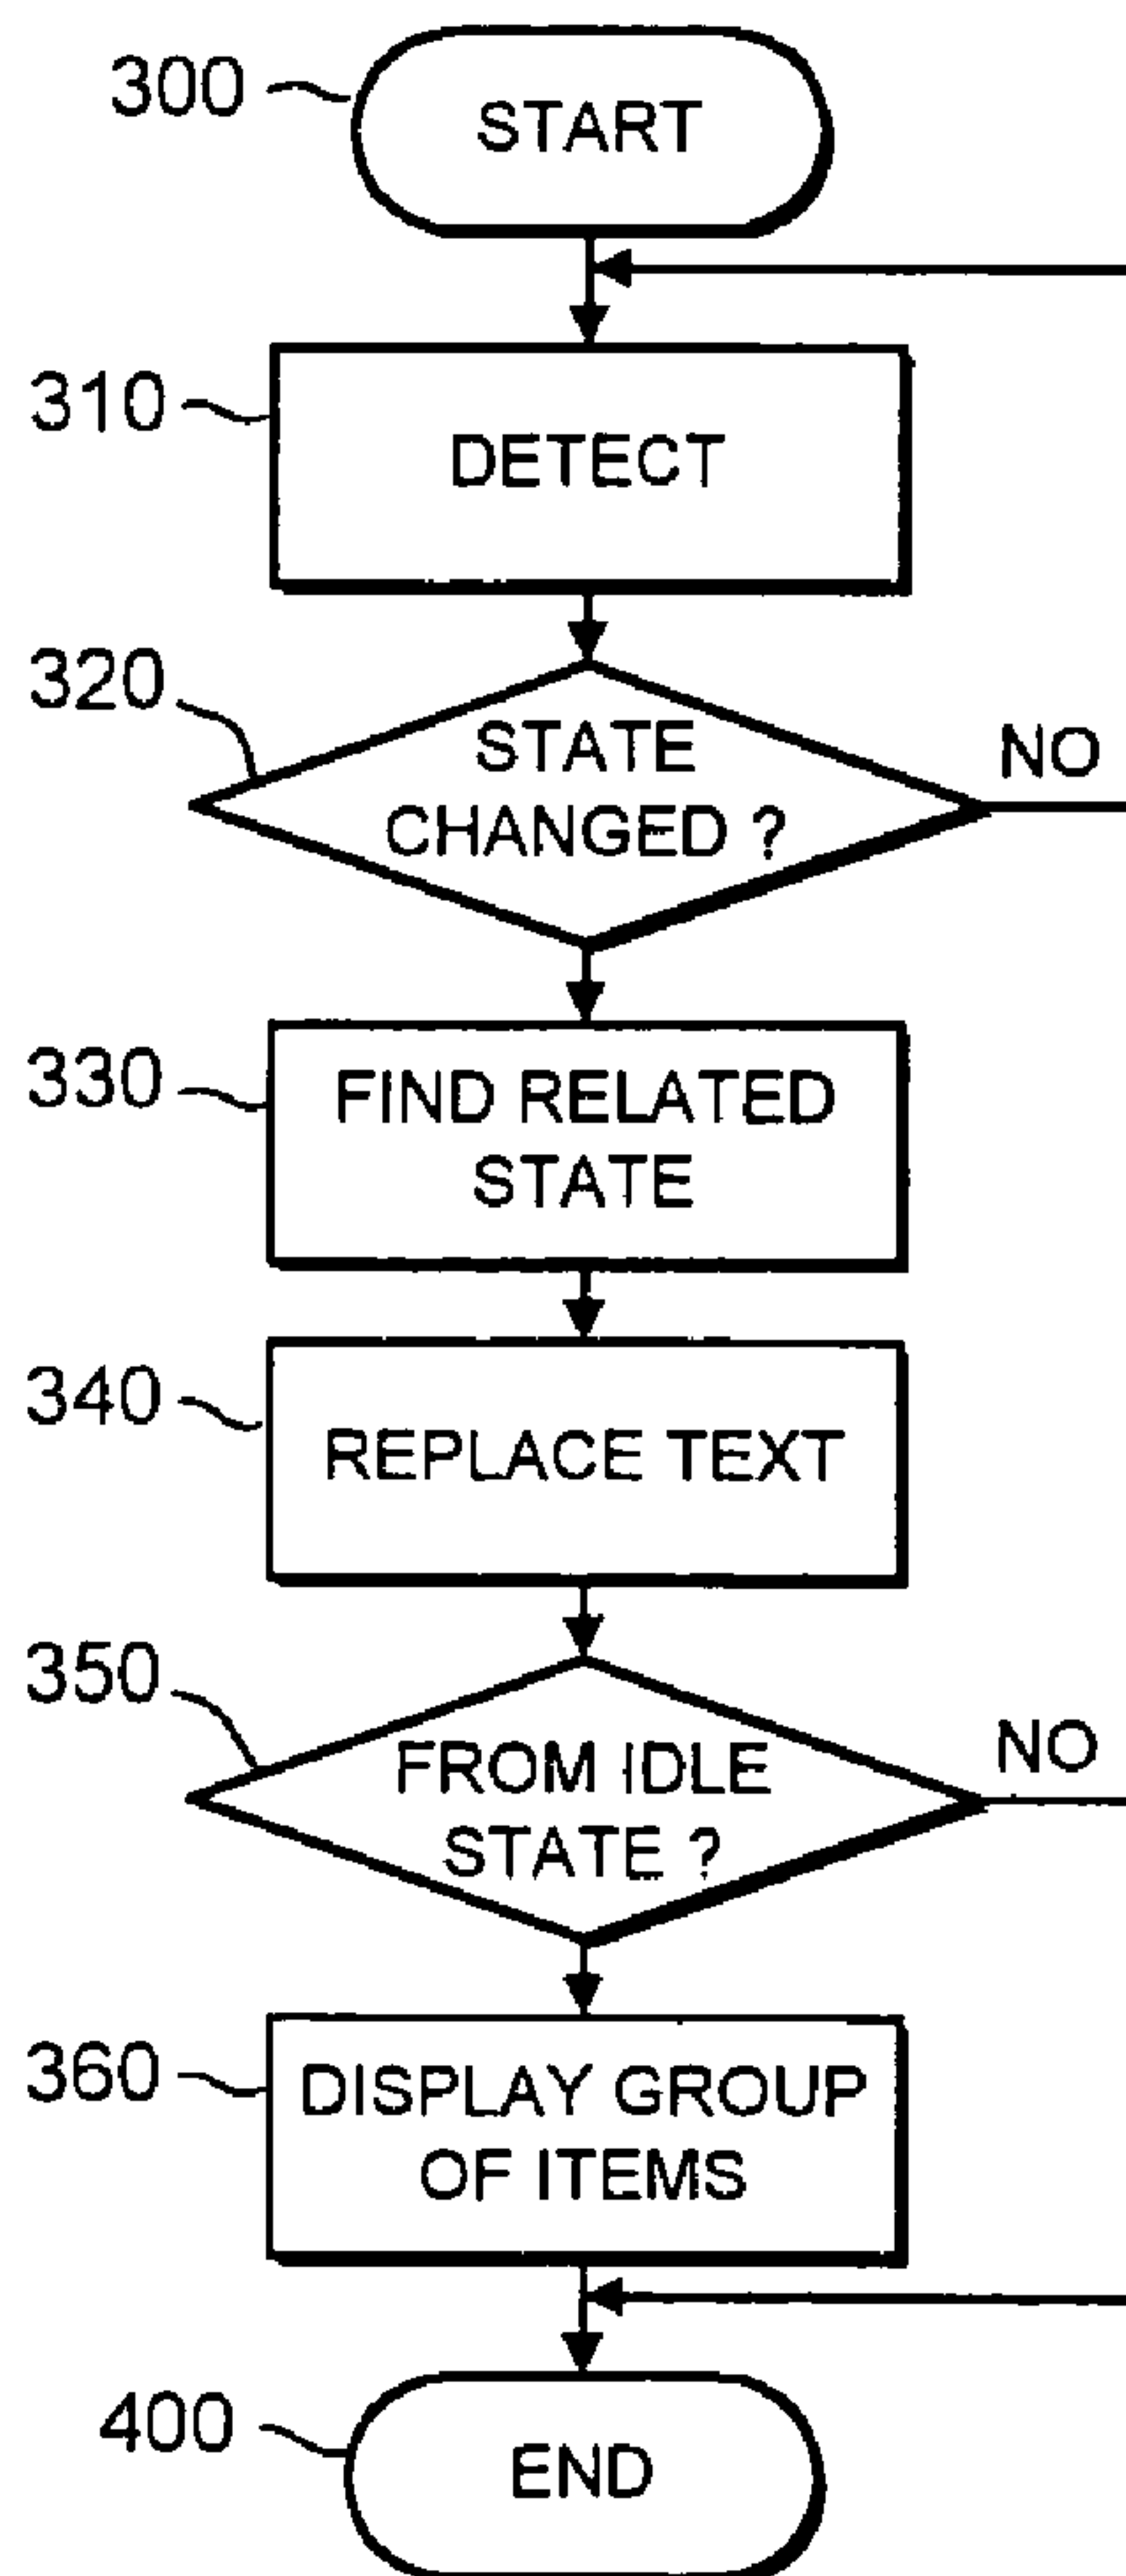 300
START
310
DETECT
320
STATE
CHANGED ?
NO
330
FIND RELATED
STATE
340
REPLACE TEXT
350
FROM IDLE
STATE ?
NO
360
DISPLAY GROUP
OF ITEMS
400
END